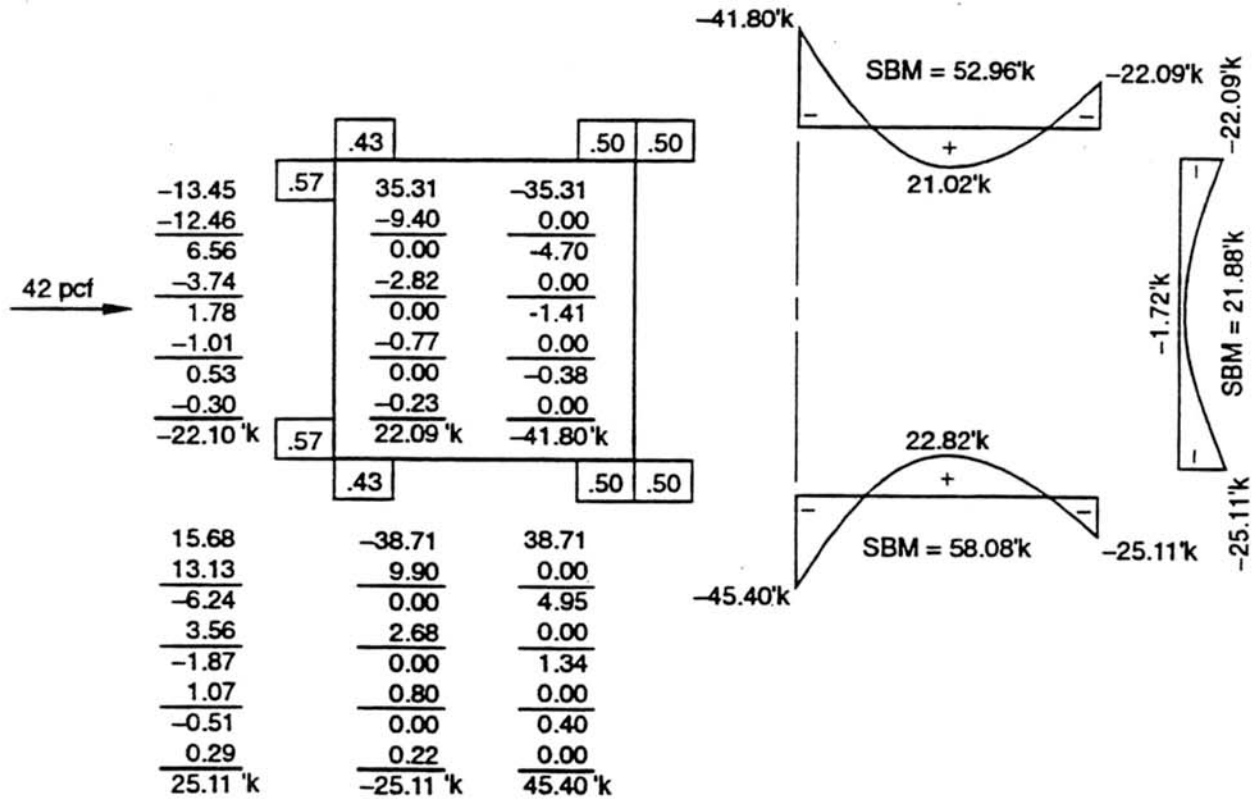 –41.80'k
SBM = 52.96'k
–22.09'k
–22.09'k
.43
.50 .50
+
–
–
–
21.02'k
.57
–13.45 35.31 –35.31
–12.46 –9.40 0.00
6.56 0.00 -4.70
–3.74 –2.82 0.00
42 pcf
1.78 0.00 -1.41
–1.01 –0.77 0.00
0.53 0.00 –0.38
–0.30 –0.23 0.00
–22.10 'k 22.09 'k –41.80 'k
.57
–1.72'k
SBM = 21.88'k
.43
.50 .50
22.82'k
+
–
–
–
SBM = 58.08'k
–25.11'k
–25.11'k
–45.40'k
15.68 –38.71 38.71
13.13 9.90 0.00
–6.24 0.00 4.95
3.56 2.68 0.00
–1.87 0.00 1.34
1.07 0.80 0.00
–0.51 0.00 0.40
0.29 0.22 0.00
25.11 'k –25.11 'k 45.40 'k